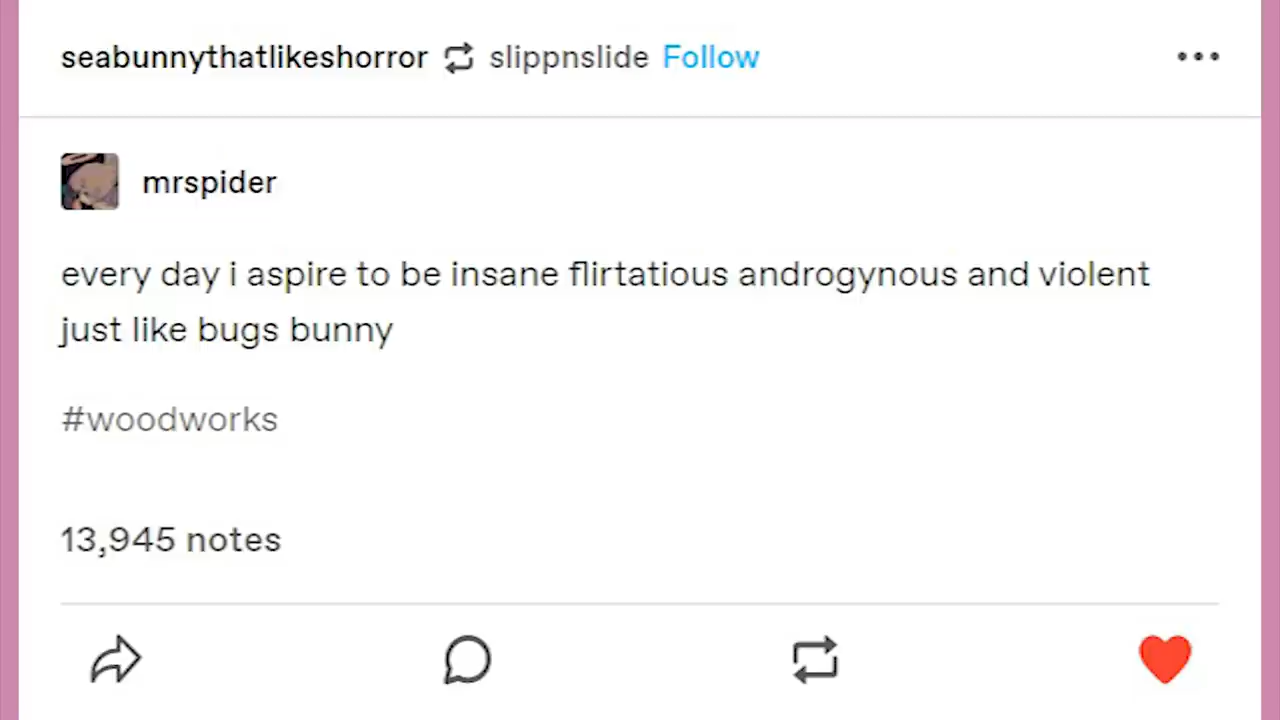 seabunnythatlikeshorror slippnslide Follow
mrspider
every day i aspire to be insane flirtatious androgynous and violent
just like bugs bunny
#woodworks
13,945 notes